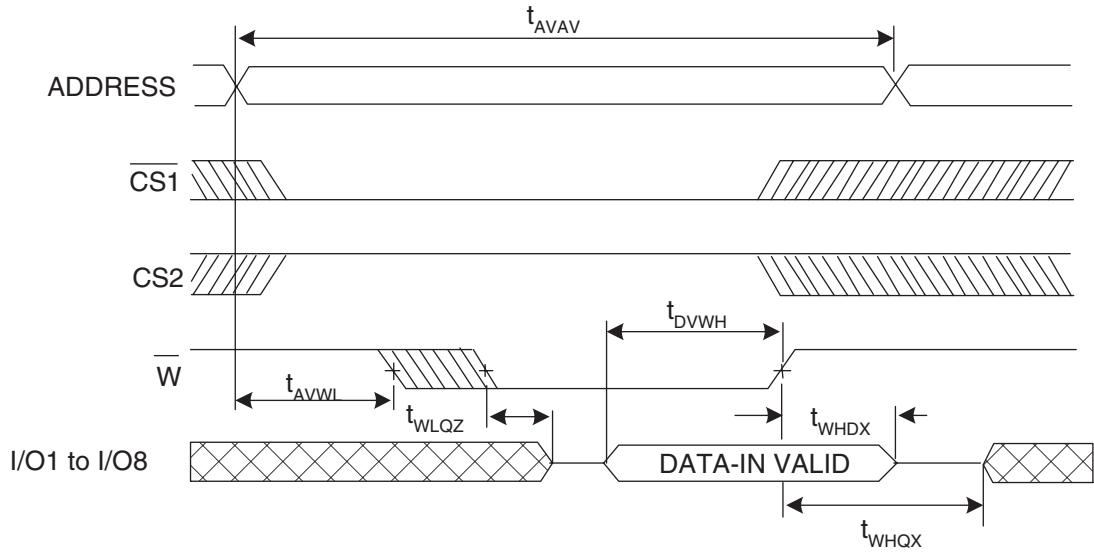 tAVAV
ADDRESS
CS1
CS2
tDVWH
W
tAVWL
tWLQZ
tWHDX
I/O1 to I/O8
DATA-IN VALID
tWHQX